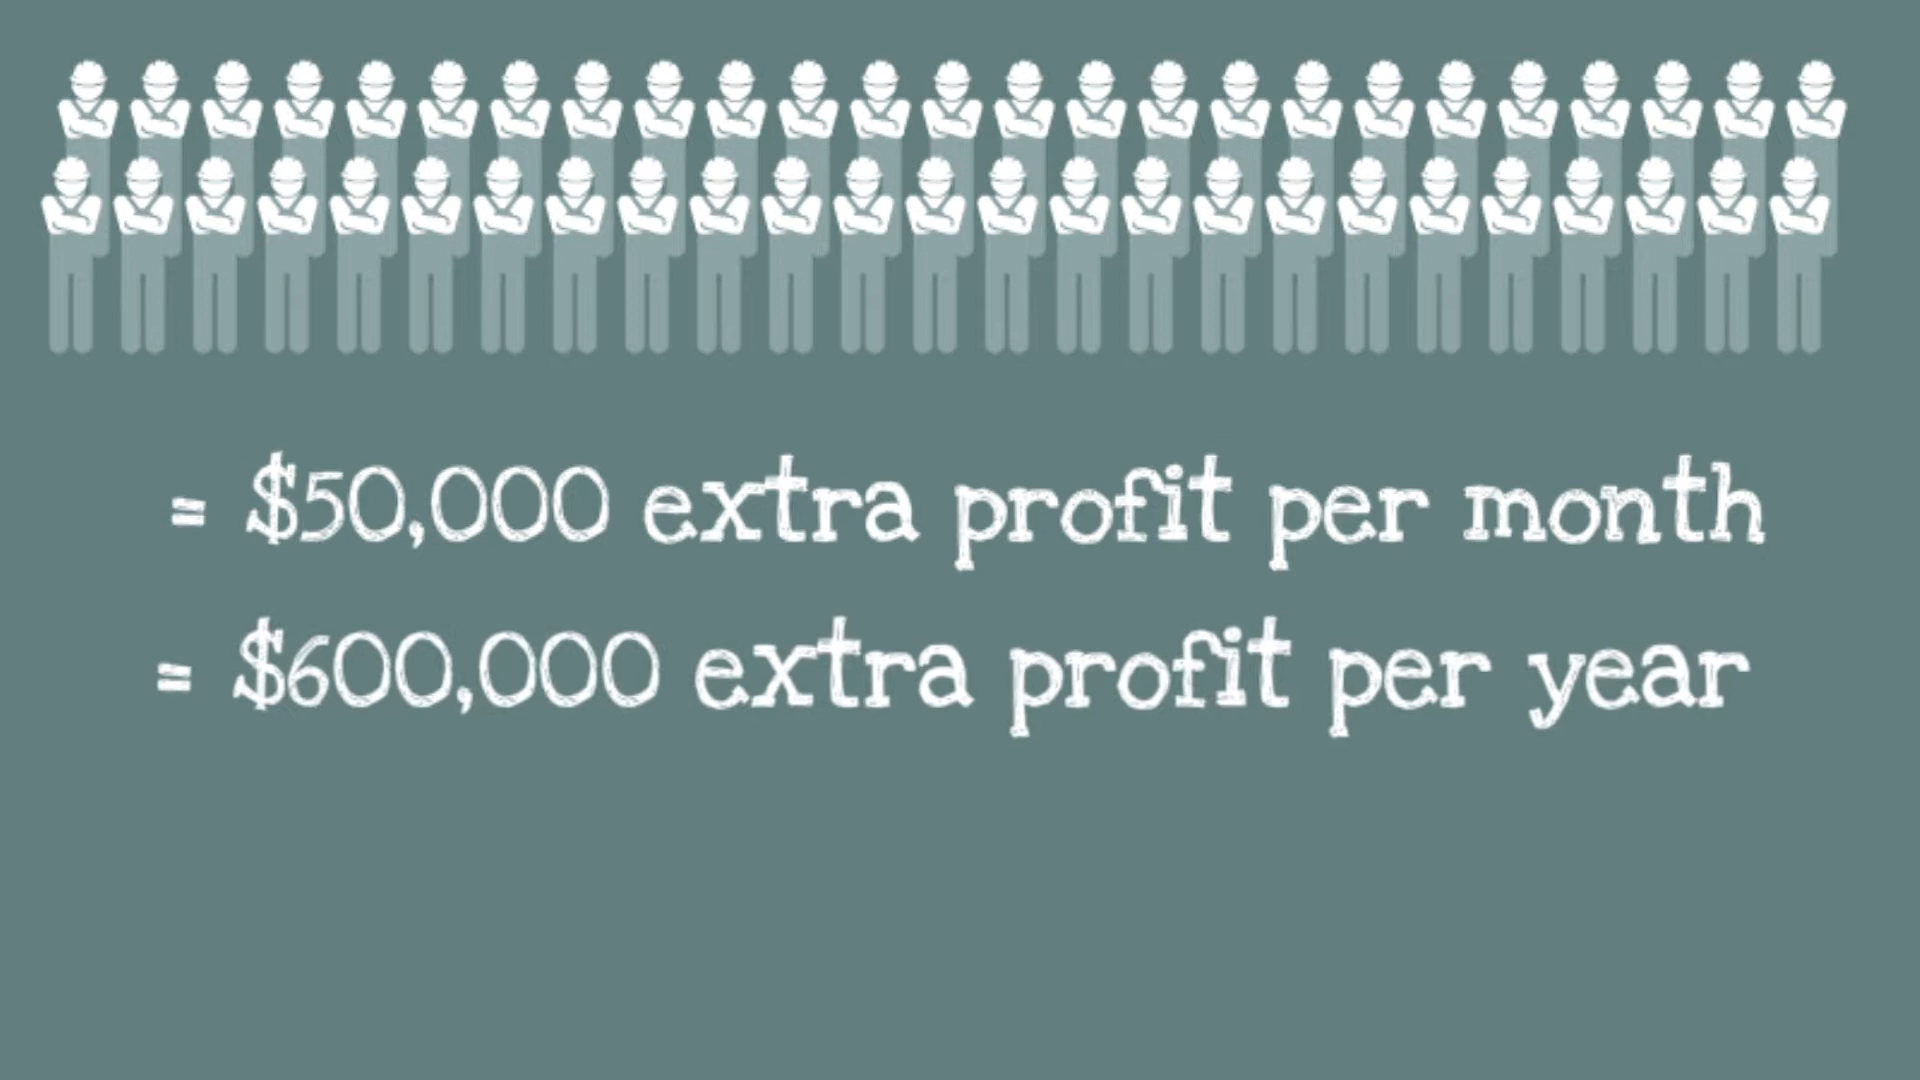 = $50,000 extra profit per month
= $600,000 extra profit per year